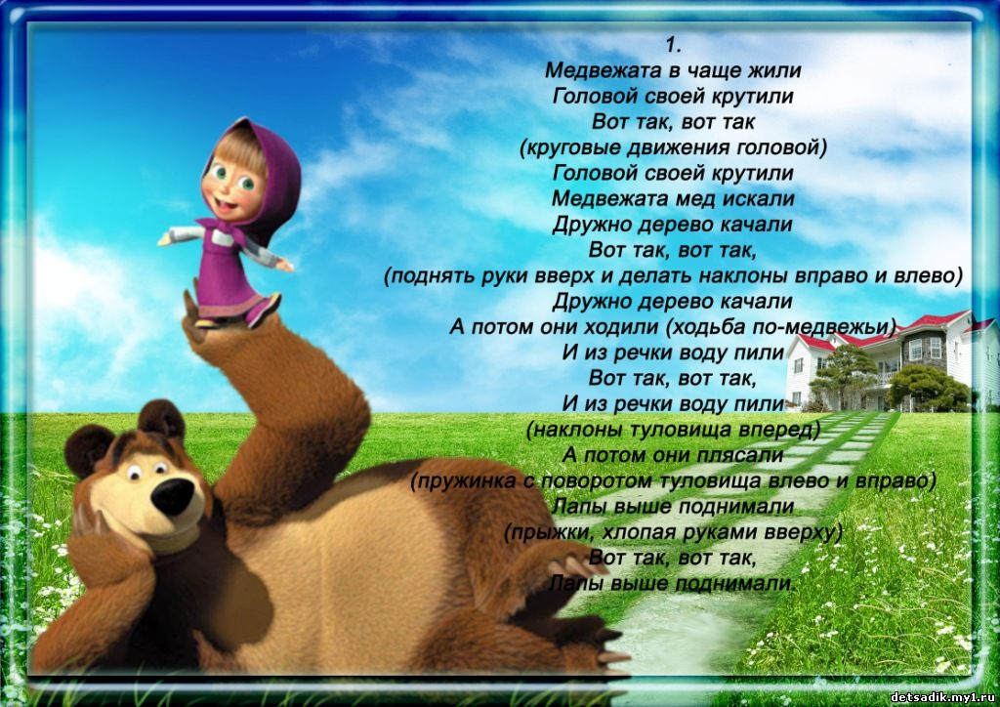 1.
Медвежата в чаще жили
Головой своей крутили
Вот так, вот так
(круговые движения головой)
Головой своей крутили
Медвежата мед искали
Дружно дерево качали
Вот так, вот так,
(поднять руки вверх и делать наклоны вправо и влево)
Дружно дерево качали
А потом они ходили (ходьба по-медвежьи)
И из речки воду пили
Вот так, вот так,
И из речки воду пили
(наклоны туловища вперед)
А потом они плясали
(пружинка с поворотом туловища влево и вправо)
Лапы выше поднимали
(прыжки, хлопая руками вверху)
Вот так, вот так,
Лапы выше поднимали.
detsadik.my1.ru